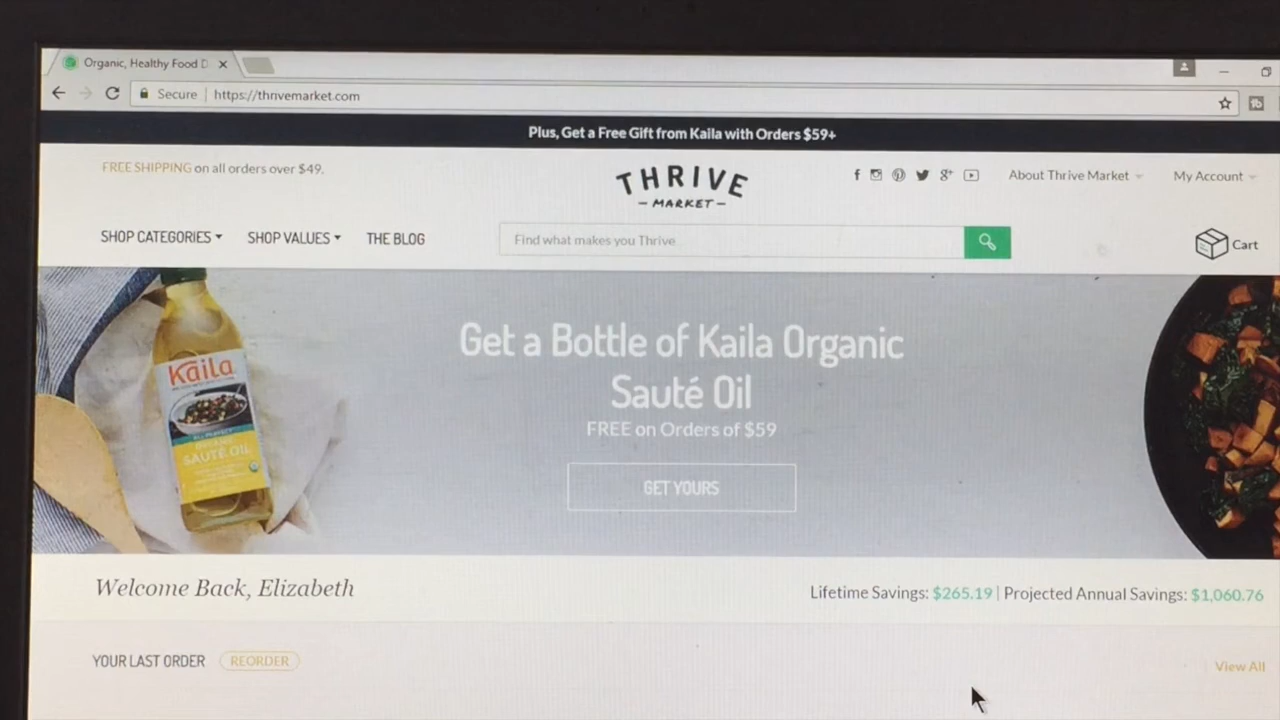 Organic, Healthy Food D
Secure | https://thrivemarket.com
Plus, Get a Free Gift from Kaila with Orders $59+
FREE SHIPPING on all orders over $49.
THRIVE
MARKET
About Thrive Market
My Account
SHOP CATEGORIES
SHOP VALUES
THE BLOG
Find what makes you Thrive
Cart
Kaila
SAUTÉ OIL
Get a Bottle of Kaila Organic
Sauté Oil
FREE on Orders of $59
GET YOURS
Welcome Back, Elizabeth
Lifetime Savings: $265.19 | Projected Annual Savings: $1,060.76
YOUR LAST ORDER
REORDER
View All